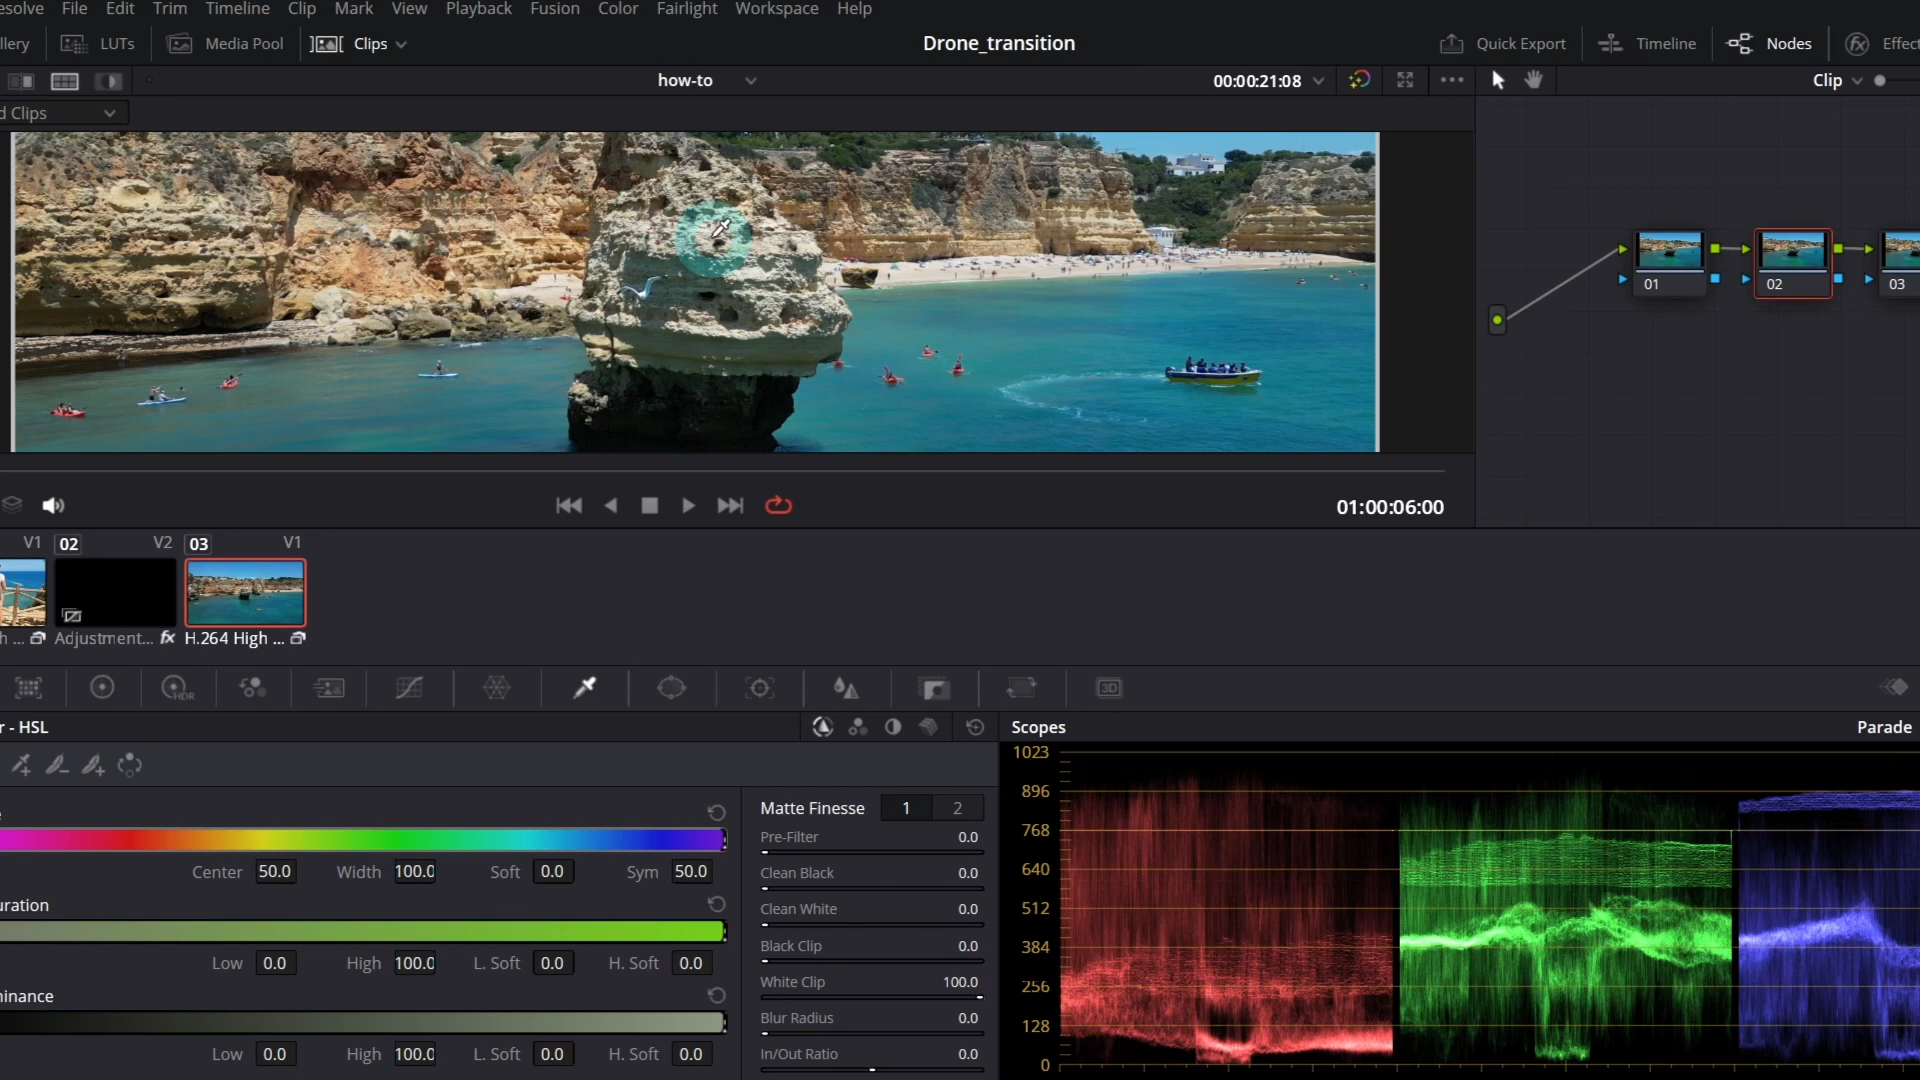 esolve File Edit Trim Timeline Clip Mark View Playback Fusion Color Fairlight Workspace Help
llery LUTs Media Pool Clips Drone_transition Quick Export Timeline Nodes Effect
how-to 00:00:21:08 Clip
d Clips
01 02 03
01:00:06:00
V1 02 V2 03 V1
h ... Adjustment... fx H.264 High ...
HDR 3D
r - HSL Scopes Parade
Matte Finesse 1 2
Pre-Filter 0.0
Center 50.0 Width 100.0 Soft 0.0 Sym 50.0
Clean Black 0.0
uration
Clean White 0.0
Black Clip 0.0
Low 0.0 High 100.0 L. Soft 0.0 H. Soft 0.0
White Clip 100.0
inance
Blur Radius 0.0
Low 0.0 High 100.0 L. Soft 0.0 H. Soft 0.0
In/Out Ratio 0.0
1023
896
768
640
512
384
256
128
0